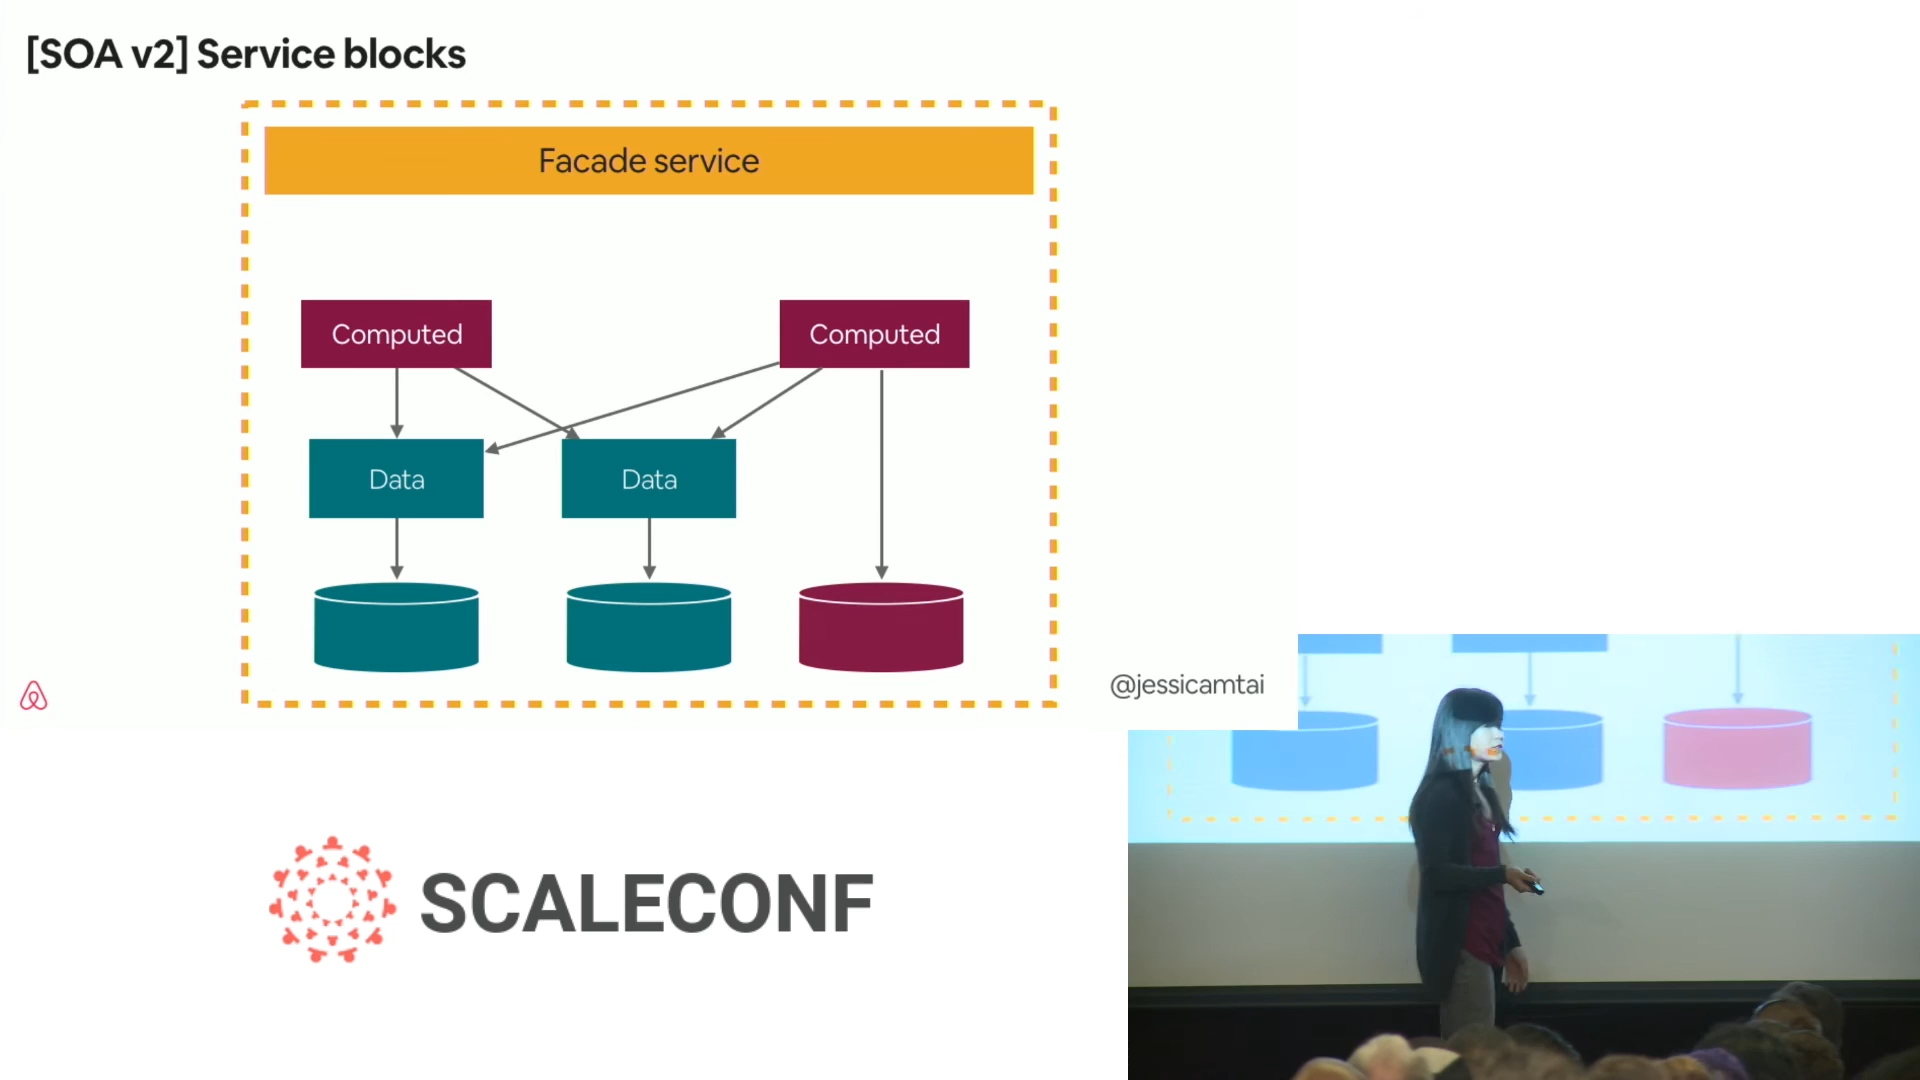 [SOA v2] Service blocks
Facade service
Computed
Computed
Data
Data
@jessicamtai
SCALECONF